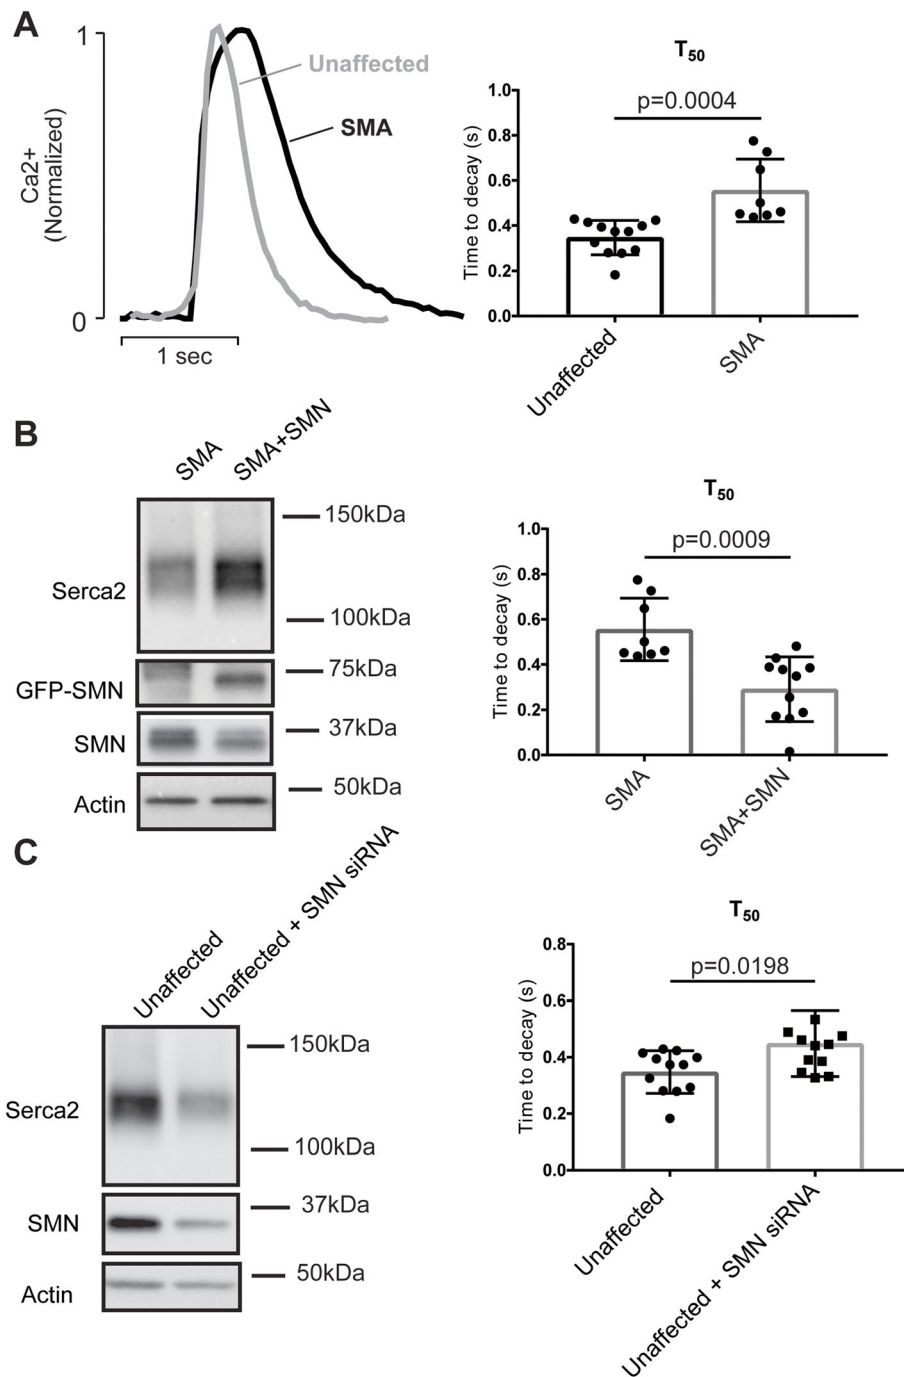 A
1
Ca2+
(Normalized)
0
Unaffected
SMA
1 sec
T50
p=0.0004
Time to decay (s)
1.0
0.8
0.6
0.4
0.2
0.0
Unaffected
SMA
B
SMA
SMA+SMN
Serca2
150kDa
100kDa
GFP-SMN
75kDa
SMN
37kDa
Actin
50kDa
T50
p=0.0009
Time to decay (s)
1.0
0.8
0.6
0.4
0.2
0.0
SMA
SMA+SMN
C
Unaffected
Unaffected + SMN siRNA
Serca2
150kDa
100kDa
SMN
37kDa
Actin
50kDa
T50
p=0.0198
Time to decay (s)
0.8
0.6
0.4
0.2
0.0
Unaffected
Unaffected + SMN siRNA